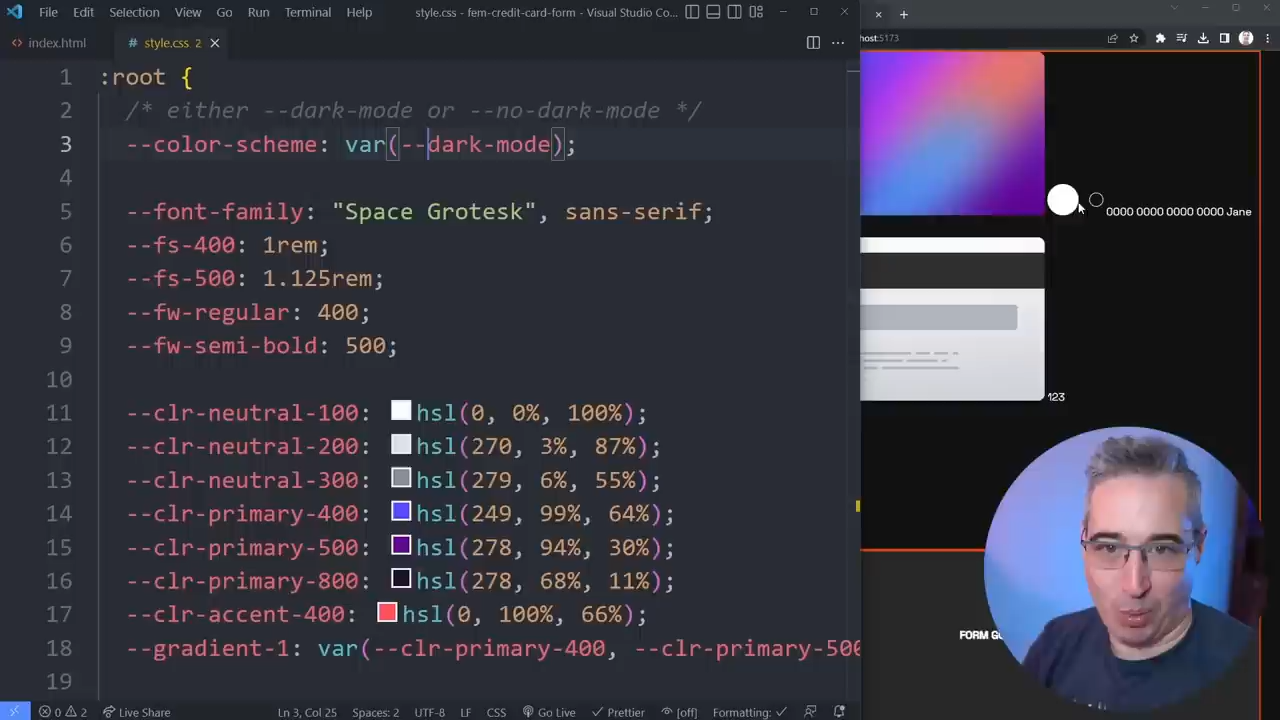 File Edit Selection View Go Run Terminal Help style.css - fem-credit-card-form - Visual Studio Co...
index.html style.css 2
host:5173
1 :root {
2 /* either --dark-mode or --no-dark-mode */
3 --color-scheme: var(--dark-mode);
4
5 --font-family: "Space Grotesk", sans-serif;
6 --fs-400: 1rem;
7 --fs-500: 1.125rem;
8 --fw-regular: 400;
9 --fw-semi-bold: 500;
10
11 --clr-neutral-100: hsl(0, 0%, 100%);
12 --clr-neutral-200: hsl(270, 3%, 87%);
13 --clr-neutral-300: hsl(279, 6%, 55%);
14 --clr-primary-400: hsl(249, 99%, 64%);
15 --clr-primary-500: hsl(278, 94%, 30%);
16 --clr-primary-800: hsl(278, 68%, 11%);
17 --clr-accent-400: hsl(0, 100%, 66%);
18 --gradient-1: var(--clr-primary-400, --clr-primary-500
19
0000 0000 0000 0000 Jane
123
FORM GO
0 2 Live Share Ln 3, Col 25 Spaces: 2 UTF-8 LF CSS Go Live Prettier [off] Formatting: